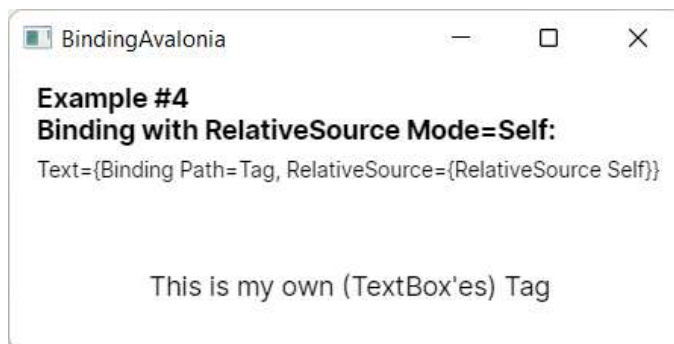 BindingAvalonia
Example #4
Binding with RelativeSource Mode=Self:
Text={Binding Path=Tag, RelativeSource={RelativeSource Self}}
This is my own (TextBox'es) Tag